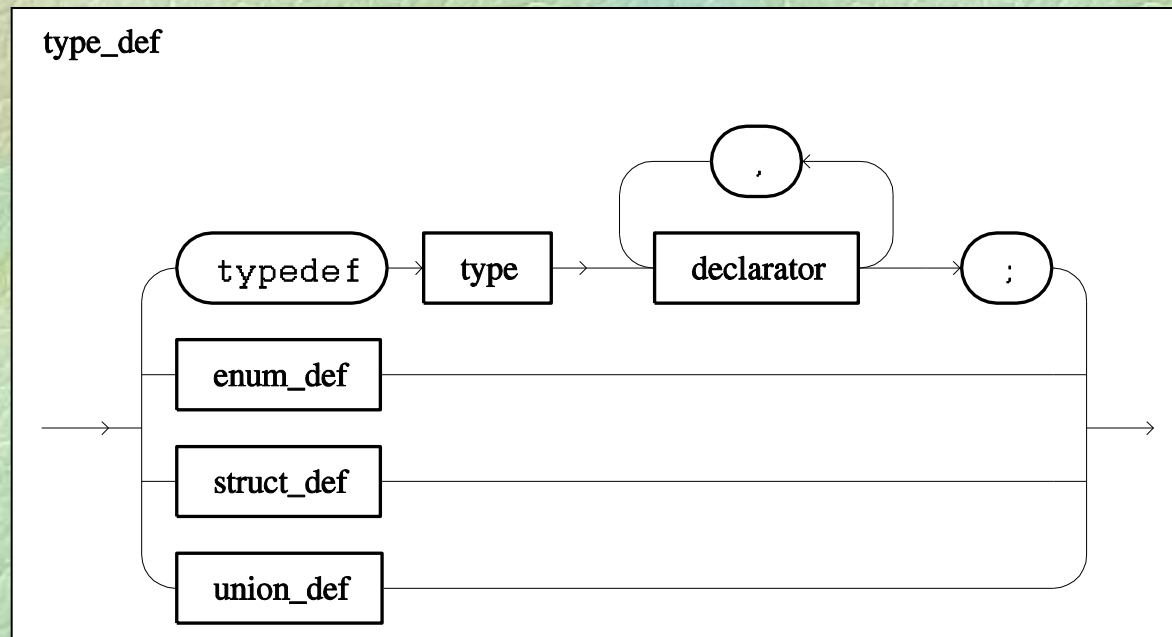 type_def
,
typedef type declarator ;
enum_def
struct_def
union_def